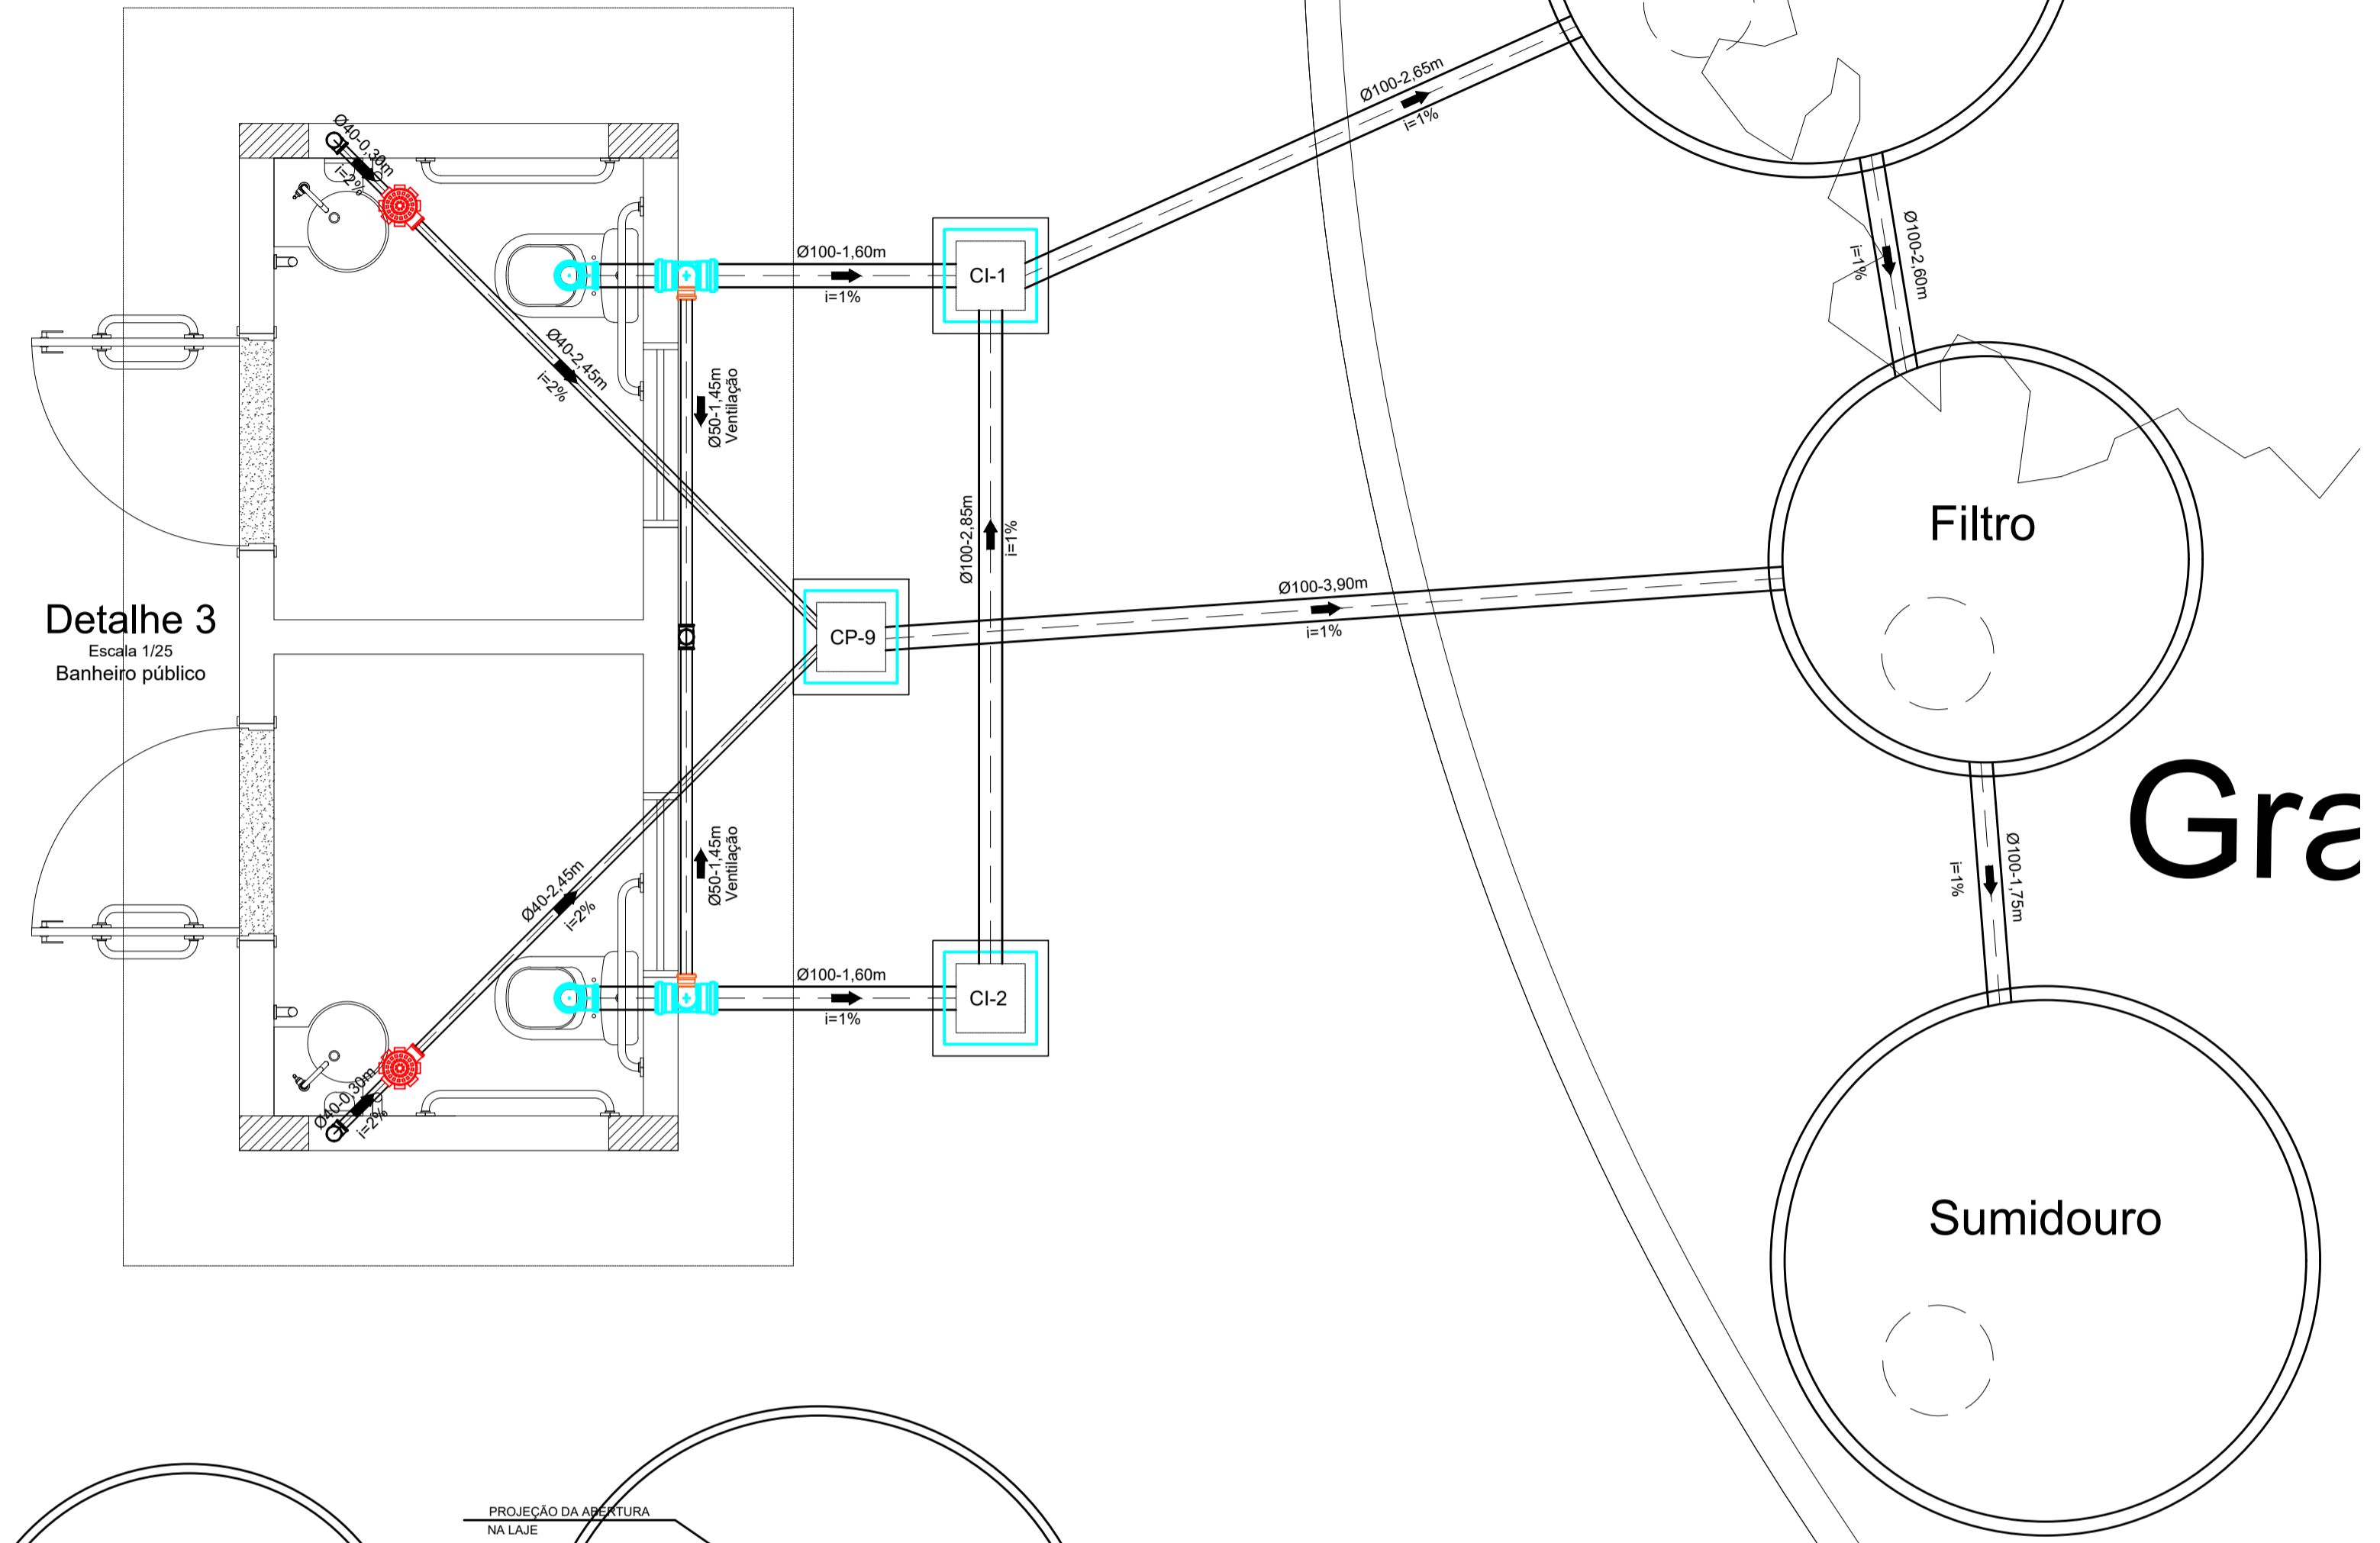 Ø40-0,30m
i=2%
Ø100-2,65m
i=1%
Ø100-1,60m
i=1%
CI-1
Ø100-2,60m
i=1%
Ø40-2,45m
i=2%
Ø50-1,45m
Ventilação
Ø100-2,85m
i=1%
Filtro
Detalhe 3
Escala 1/25
Banheiro público
CP-9
Ø100-3,90m
i=1%
Ø50-1,45m
Ventilação
Ø40-2,45m
i=2%
Gra
Ø100-1,75m
i=1%
Ø100-1,60m
i=1%
CI-2
Ø40-0,30m
i=2%
Sumidouro
PROJEÇÃO DA ABERTURA
NA LAJE